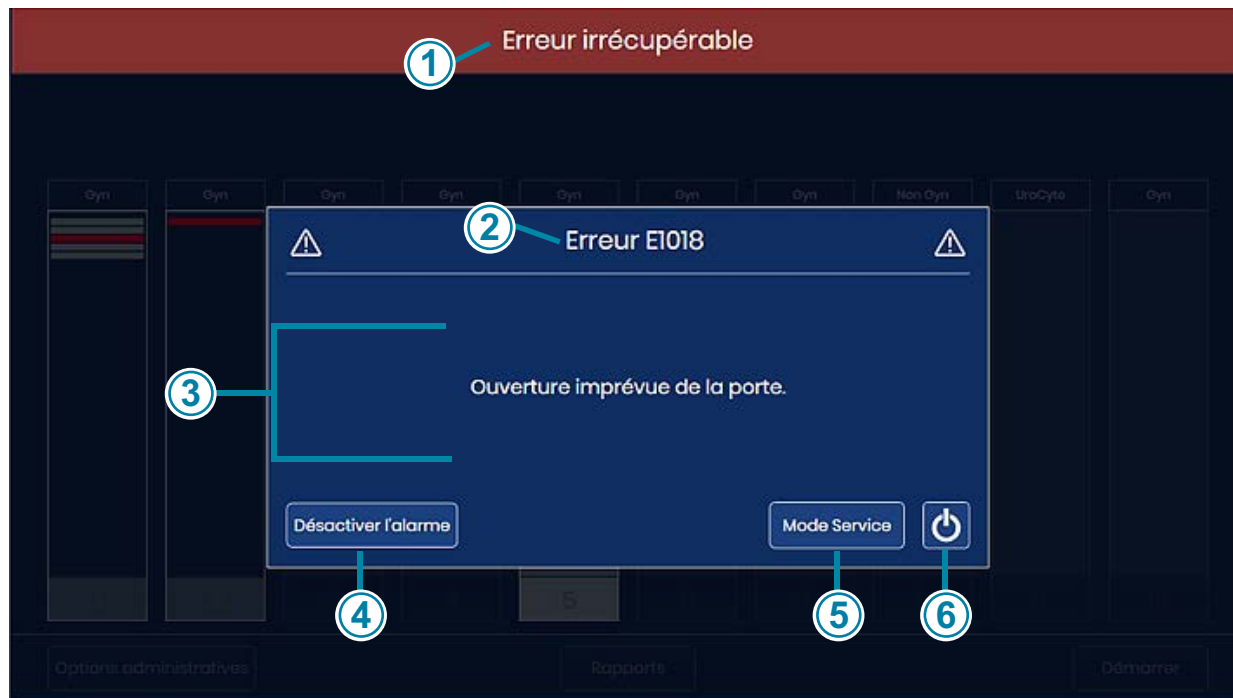 Erreur irrécupérable
1
Gyn Gyn Gyn Gyn Gyn Gyn Gyn Non Gyn UroCyte Gyn
2
Erreur E1018
3
Ouverture imprévue de la porte.
Désactiver l'alarme Mode Service
5
4 5 6
Options administratives Rapports Démarrer